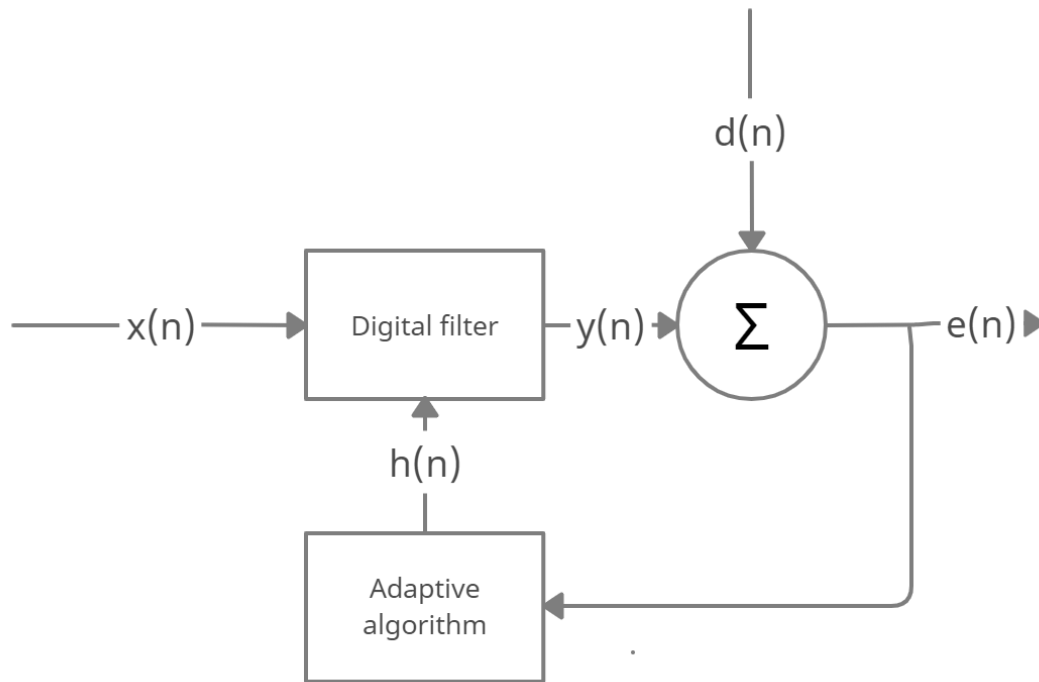 d(n)
x(n)
Digital filter
y(n)
Σ
e(n)
h(n)
Adaptive
algorithm